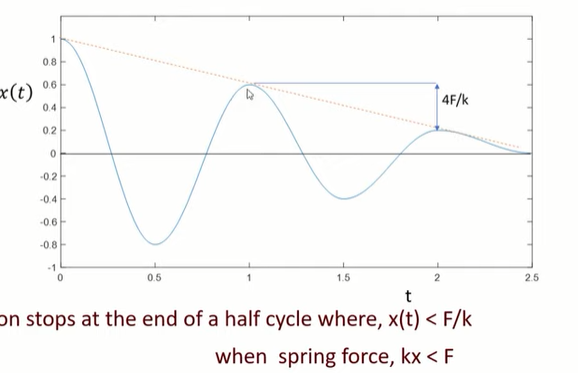 1
0.8
0.6
x(t)
0.4
4F/k
0.2
0
-0.2
-0.4
-0.6
-0.8
-1
0 0.5 1 1.5 2 2.5
t
on stops at the end of a half cycle where, x(t) < F/k
when spring force, kx < F